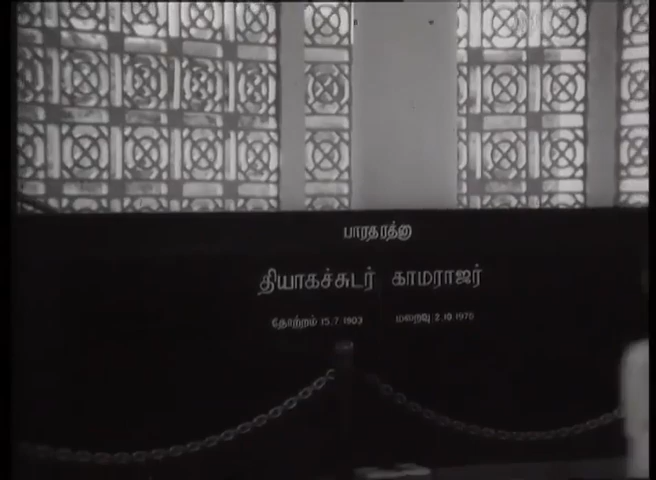 பாரதரத்னா
தியாகச்சுடர் காமராஜர்
தோற்றம் 15.7.1903 மறைவு 2.10.1975